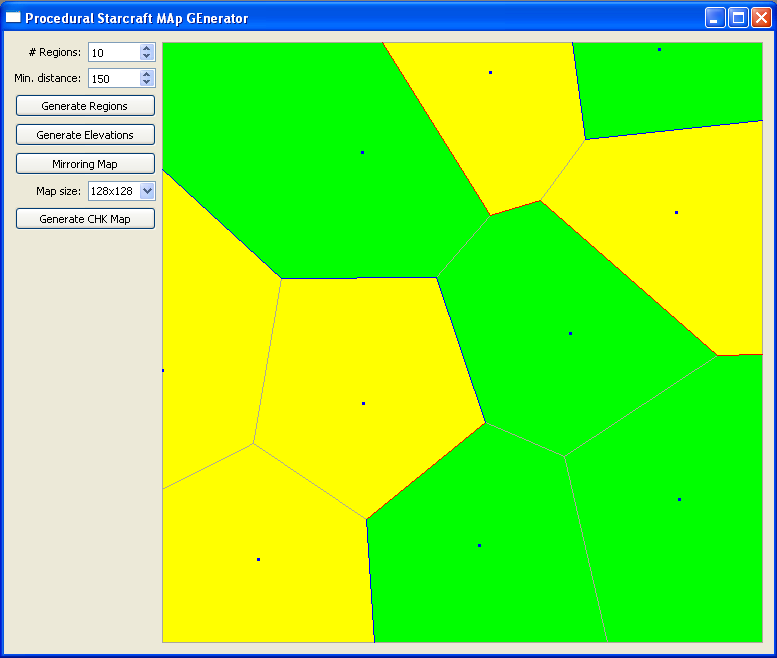 Procedural Starcraft MAp GEnerator
# Regions: 10
Min. distance: 150
Generate Regions
Generate Elevations
Mirroring Map
Map size: 128x128
Generate CHK Map